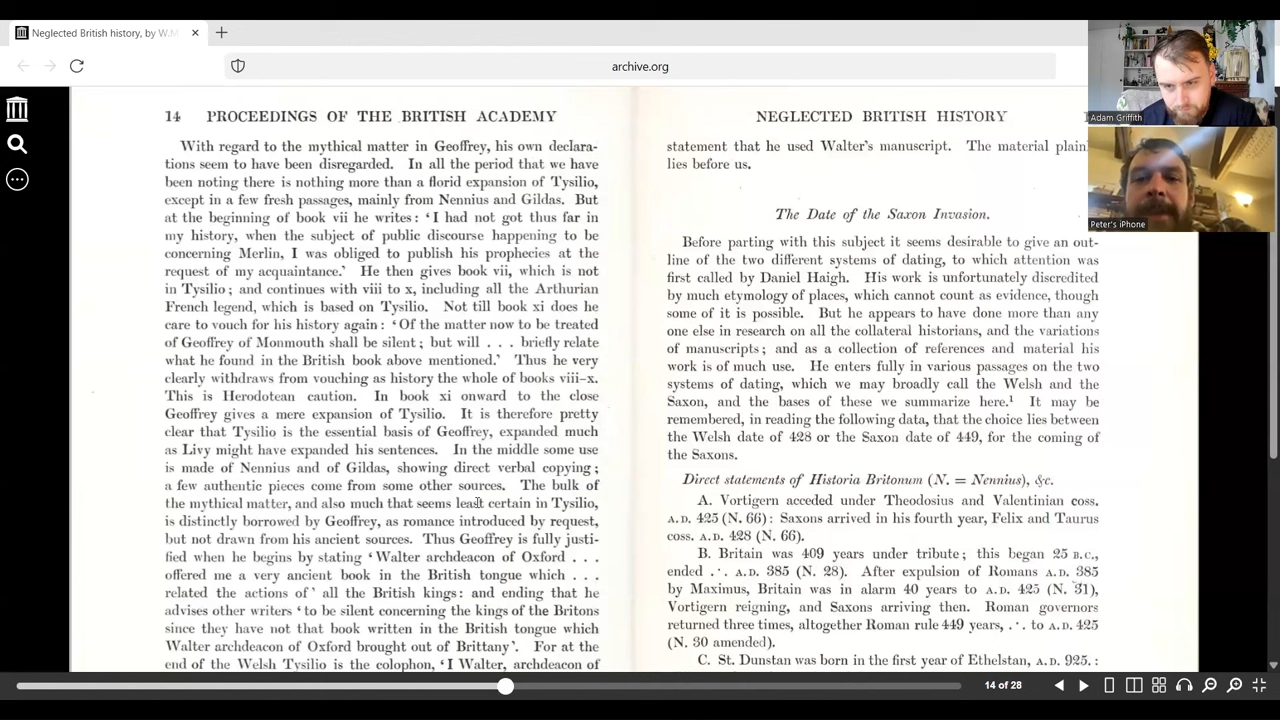 Neglected British history, by W.M
archive.org
Adam Griffith
Peter's iPhone
14 PROCEEDINGS OF THE BRITISH ACADEMY
With regard to the mythical matter in Geoffrey, his own declara-
tions seem to have been disregarded. In all the period that we have
been noting there is nothing more than a florid expansion of Tysilio,
except in a few fresh passages, mainly from Nennius and Gildas. But
at the beginning of book vii he writes: ‘I had not got thus far in
my history, when the subject of public discourse happening to be
concerning Merlin, I was obliged to publish his prophecies at the
request of my acquaintance.’ He then gives book vii, which is not
in Tysilio; and continues with viii to x, including all the Arthurian
French legend, which is based on Tysilio. Not till book xi does he
care to vouch for his history again: ‘Of the matter now to be treated
of Geoffrey of Monmouth shall be silent; but will . . . briefly relate
what he found in the British book above mentioned.’ Thus he very
clearly withdraws from vouching as history the whole of books viii–x.
This is Herodotean caution. In book xi onward to the close
Geoffrey gives a mere expansion of Tysilio. It is therefore pretty
clear that Tysilio is the essential basis of Geoffrey, expanded much
as Livy might have expanded his sentences. In the middle some use
is made of Nennius and of Gildas, showing direct verbal copying;
a few authentic pieces come from some other sources. The bulk of
the mythical matter, and also much that seems least certain in Tysilio,
is distinctly borrowed by Geoffrey, as romance introduced by request,
but not drawn from his ancient sources. Thus Geoffrey is fully justi-
fied when he begins by stating ‘Walter archdeacon of Oxford . . .
offered me a very ancient book in the British tongue which . . .
related the actions of’ all the British kings: and ending that he
advises other writers ‘to be silent concerning the kings of the Britons
since they have not that book written in the British tongue which
Walter archdeacon of Oxford brought out of Brittany’. For at the
end of the Welsh Tysilio is the colophon, ‘I Walter, archdeacon of
NEGLECTED BRITISH HISTORY
statement that he used Walter's manuscript. The material plain
lies before us.
The Date of the Saxon Invasion.
Before parting with this subject it seems desirable to give an out-
line of the two different systems of dating, to which attention was
first called by Daniel Haigh. His work is unfortunately discredited
by much etymology of places, which cannot count as evidence, though
some of it is possible. But he appears to have done more than any
one else in research on all the collateral historians, and the variations
of manuscripts; and as a collection of references and material his
work is of much use. He enters fully in various passages on the two
systems of dating, which we may broadly call the Welsh and the
Saxon, and the bases of these we summarize here.¹ It may be
remembered, in reading the following data, that the choice lies between
the Welsh date of 428 or the Saxon date of 449, for the coming of
the Saxons.
Direct statements of Historia Britonum (N. = Nennius), &c.
A. Vortigern acceded under Theodosius and Valentinian coss.
A.D. 425 (N. 66): Saxons arrived in his fourth year, Felix and Taurus
coss. A.D. 428 (N. 66).
B. Britain was 409 years under tribute; this began 25 B.C.,
ended .·. A.D. 385 (N. 28). After expulsion of Romans A.D. 385
by Maximus, Britain was in alarm 40 years to A.D. 425 (N. 31),
Vortigern reigning, and Saxons arriving then. Roman governors
returned three times, altogether Roman rule 449 years, .·. to A.D. 425
(N. 30 amended).
C. St. Dunstan was born in the first year of Ethelstan, A.D. 925.:
14 of 28